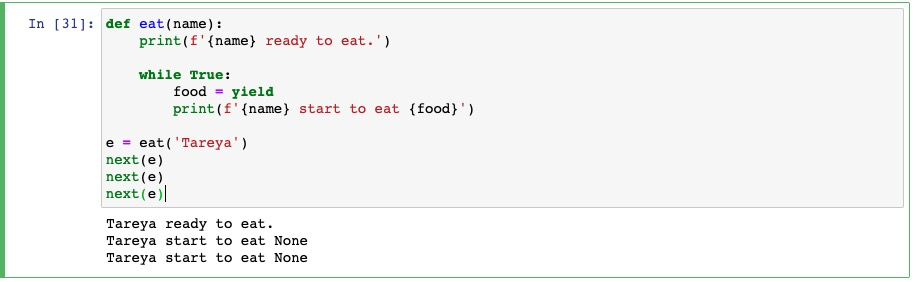 In [31]: def eat(name):
    print(f'{name} ready to eat.')

    while True:
        food = yield
        print(f'{name} start to eat {food}')

e = eat('Tareya')
next(e)
next(e)
next(e)
Tareya ready to eat.
Tareya start to eat None
Tareya start to eat None